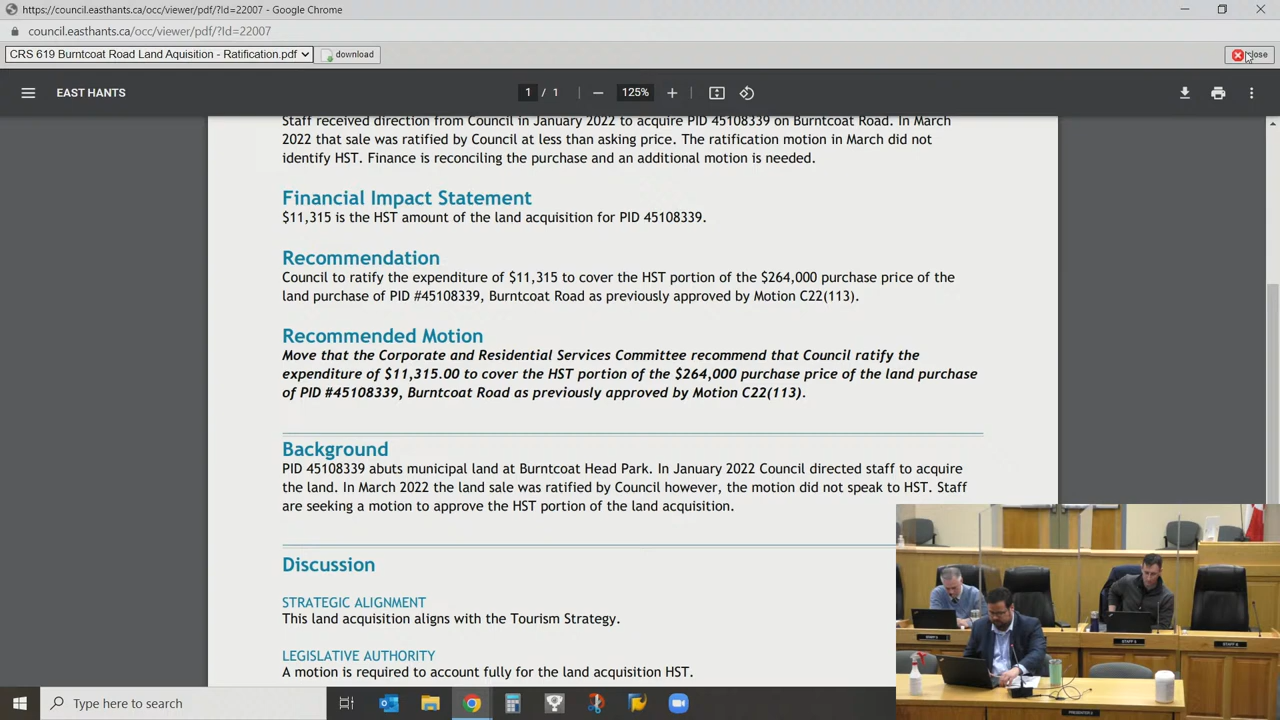 https://council.easthants.ca/occ/viewer/pdf/?Id=22007 - Google Chrome
council.easthants.ca/occ/viewer/pdf/?Id=22007
CRS 619 Burntcoat Road Land Aquisition - Ratification.pdf
download
close
EAST HANTS
1 / 1
125%
Staff received direction from Council in January 2022 to acquire PID 45108339 on Burntcoat Road. In March
2022 that sale was ratified by Council at less than asking price. The ratification motion in March did not
identify HST. Finance is reconciling the purchase and an additional motion is needed.
Financial Impact Statement
$11,315 is the HST amount of the land acquisition for PID 45108339.
Recommendation
Council to ratify the expenditure of $11,315 to cover the HST portion of the $264,000 purchase price of the
land purchase of PID #45108339, Burntcoat Road as previously approved by Motion C22(113).
Recommended Motion
Move that the Corporate and Residential Services Committee recommend that Council ratify the
expenditure of $11,315.00 to cover the HST portion of the $264,000 purchase price of the land purchase
of PID #45108339, Burntcoat Road as previously approved by Motion C22(113).
Background
PID 45108339 abuts municipal land at Burntcoat Head Park. In January 2022 Council directed staff to acquire
the land. In March 2022 the land sale was ratified by Council however, the motion did not speak to HST. Staff
are seeking a motion to approve the HST portion of the land acquisition.
Discussion
STRATEGIC ALIGNMENT
This land acquisition aligns with the Tourism Strategy.
LEGISLATIVE AUTHORITY
A motion is required to account fully for the land acquisition HST.
Type here to search